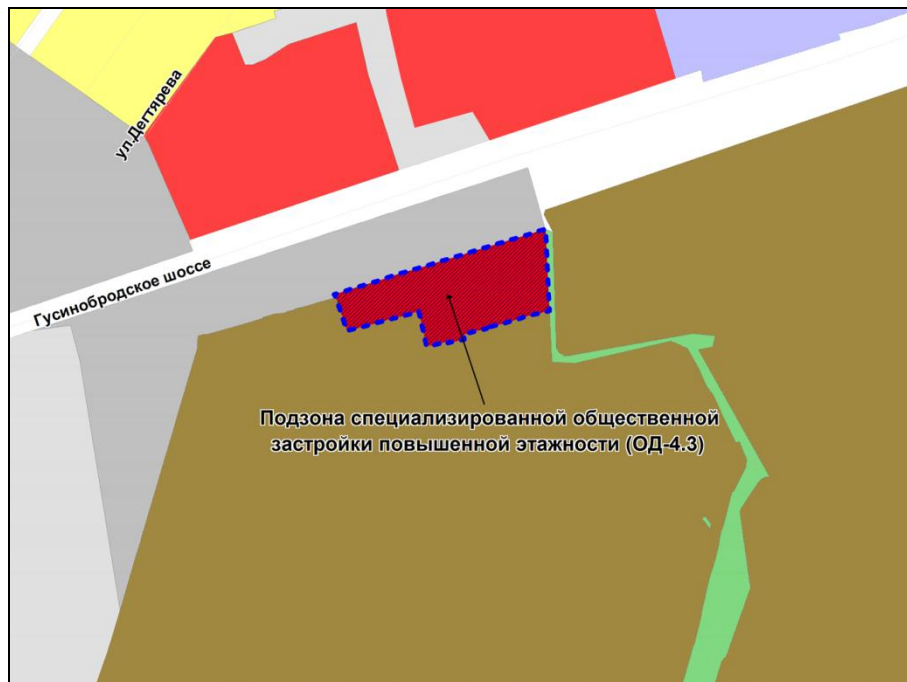 ул.Дегтярева
Гусинобродское шоссе
Подзона специализированной общественной
застройки повышенной этажности (ОД-4.3)